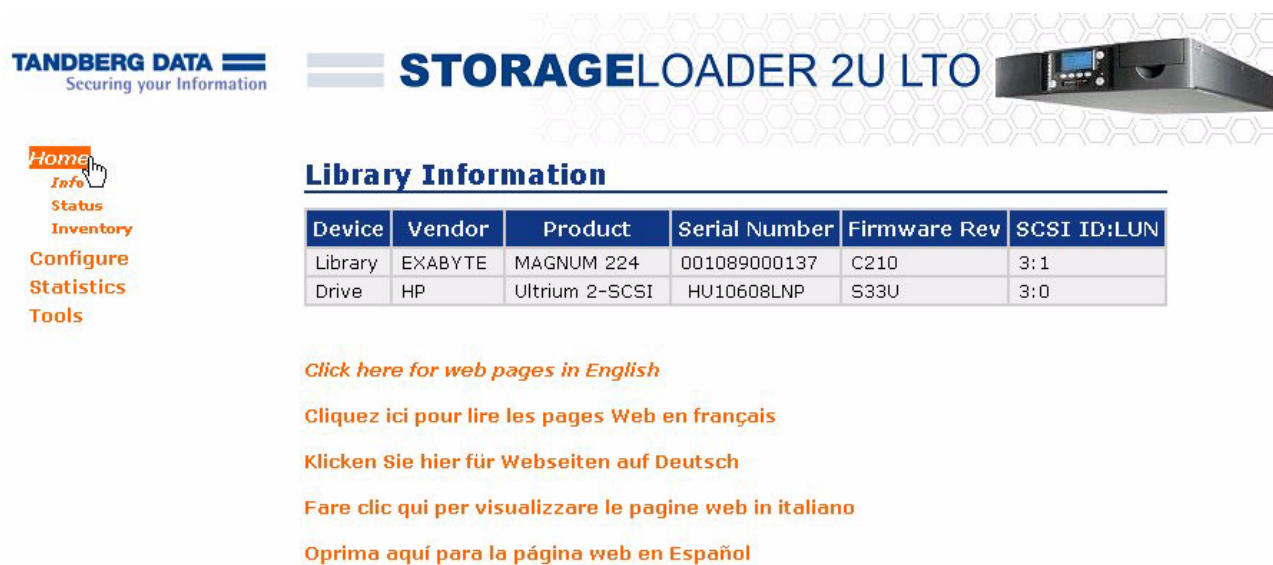 TANDBERG DATA
Securing your Information
STORAGELOADER 2U LTO
Home
Info
Status
Inventory
Configure
Statistics
Tools
Library Information
Device Vendor Product Serial Number Firmware Rev SCSI ID:LUN
Library EXABYTE MAGNUM 224 001089000137 C210 3:1
Drive HP Ultrium 2-SCSI HU10608LNP S33U 3:0
Click here for web pages in English
Cliquez ici pour lire les pages Web en français
Klicken Sie hier für Webseiten auf Deutsch
Fare clic qui per visualizzare le pagine web in italiano
Oprima aquí para la página web en Español